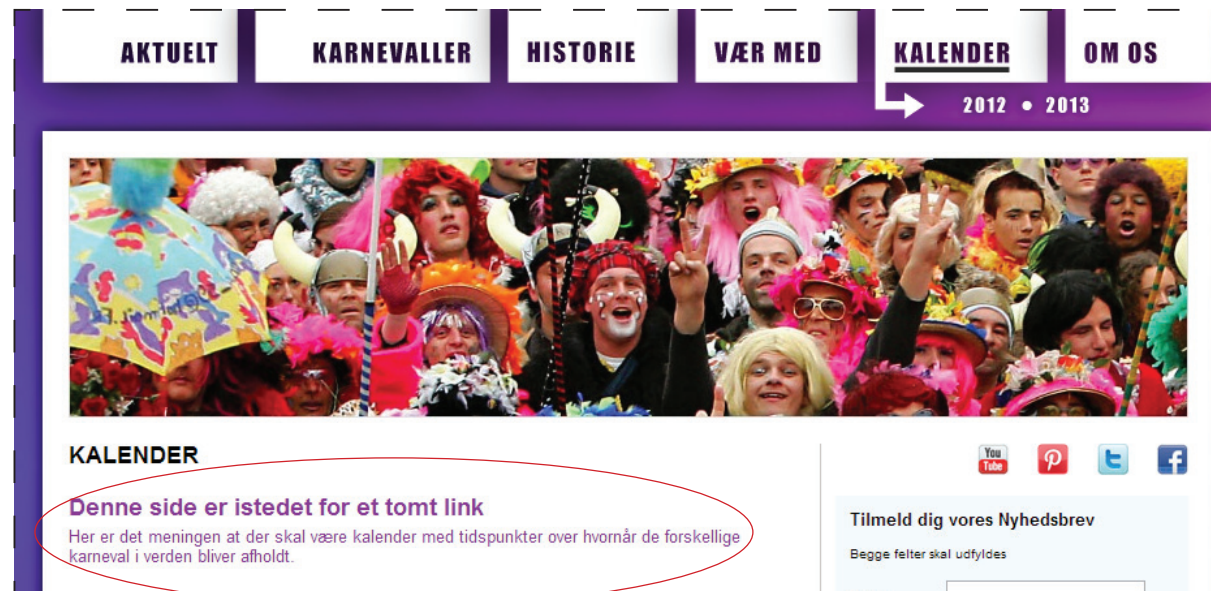 AKTUELT KARNEVALLER HISTORIE VÆR MED KALENDER OM OS
2012 • 2013
KALENDER
Denne side er istedet for et tomt link
Her er det meningen at der skal være kalender med tidspunkter over hvornår de forskellige
karneval i verden bliver afholdt.
You
Tube
Tilmeld dig vores Nyhedsbrev
Begge felter skal udfyldes